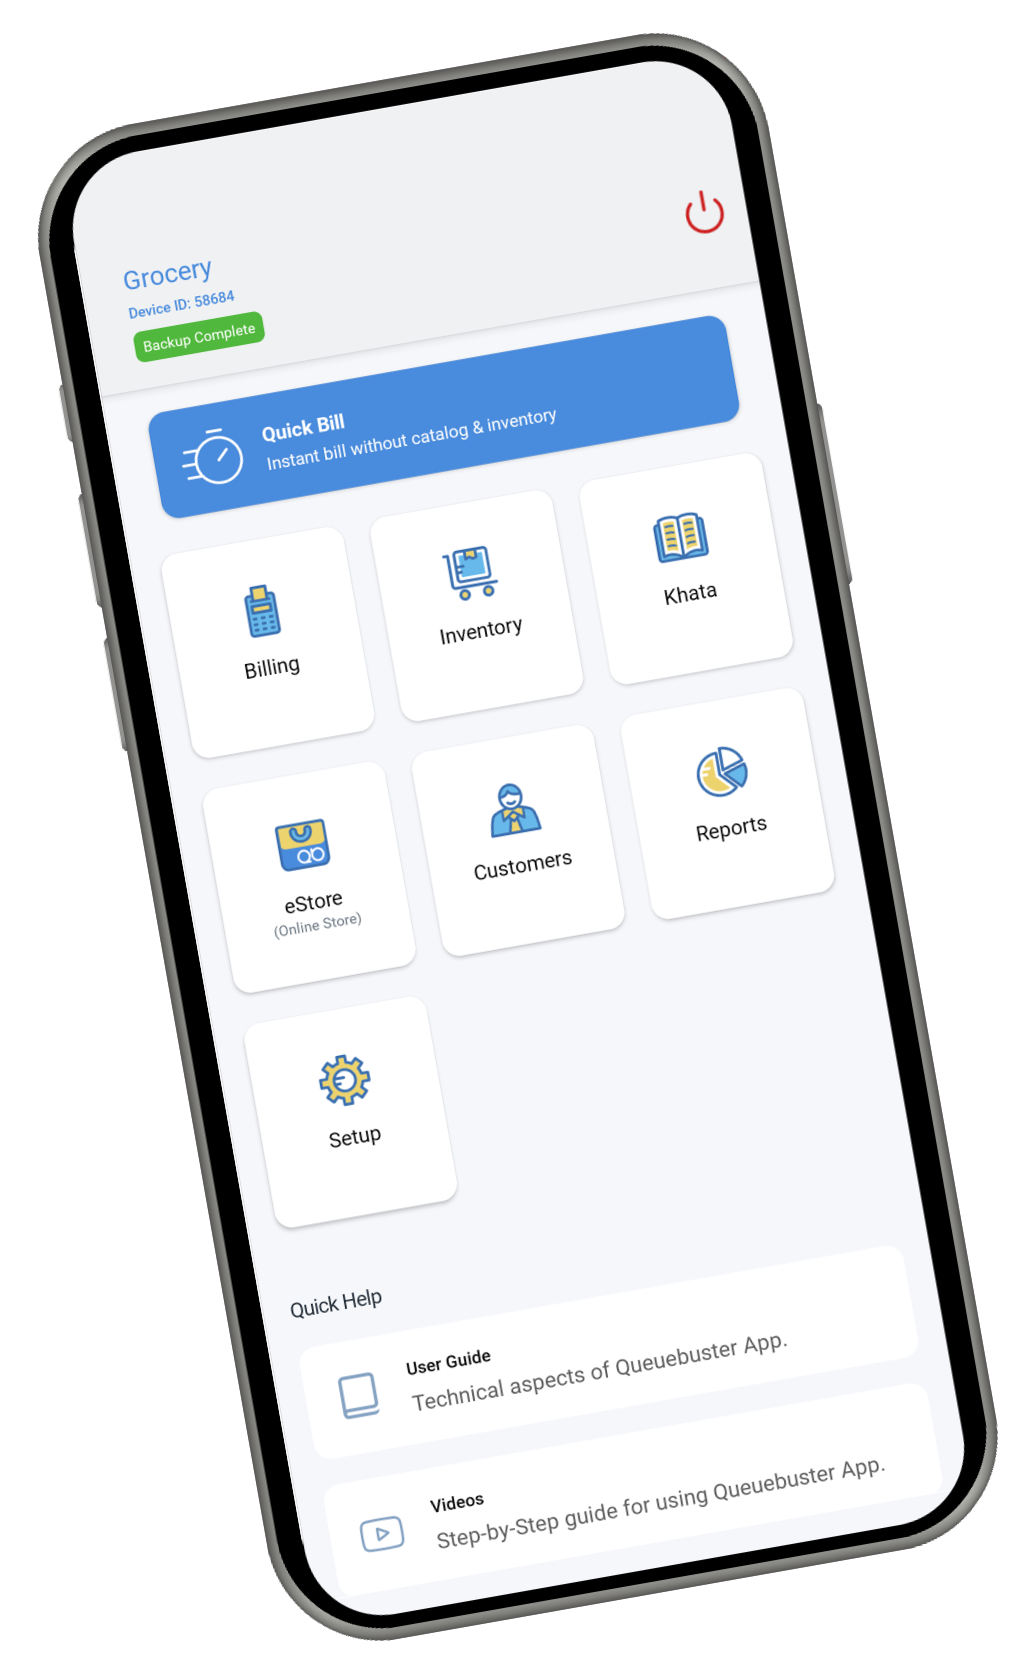 Grocery
Device ID: 58684
Backup Complete
Quick Bill
Instant bill without catalog & inventory
Billing
Inventory
Khata
eStore
(Online Store)
Customers
Reports
Setup
Quick Help
User Guide
Technical aspects of Queuebuster App.
Videos
Step-by-Step guide for using Queuebuster App.